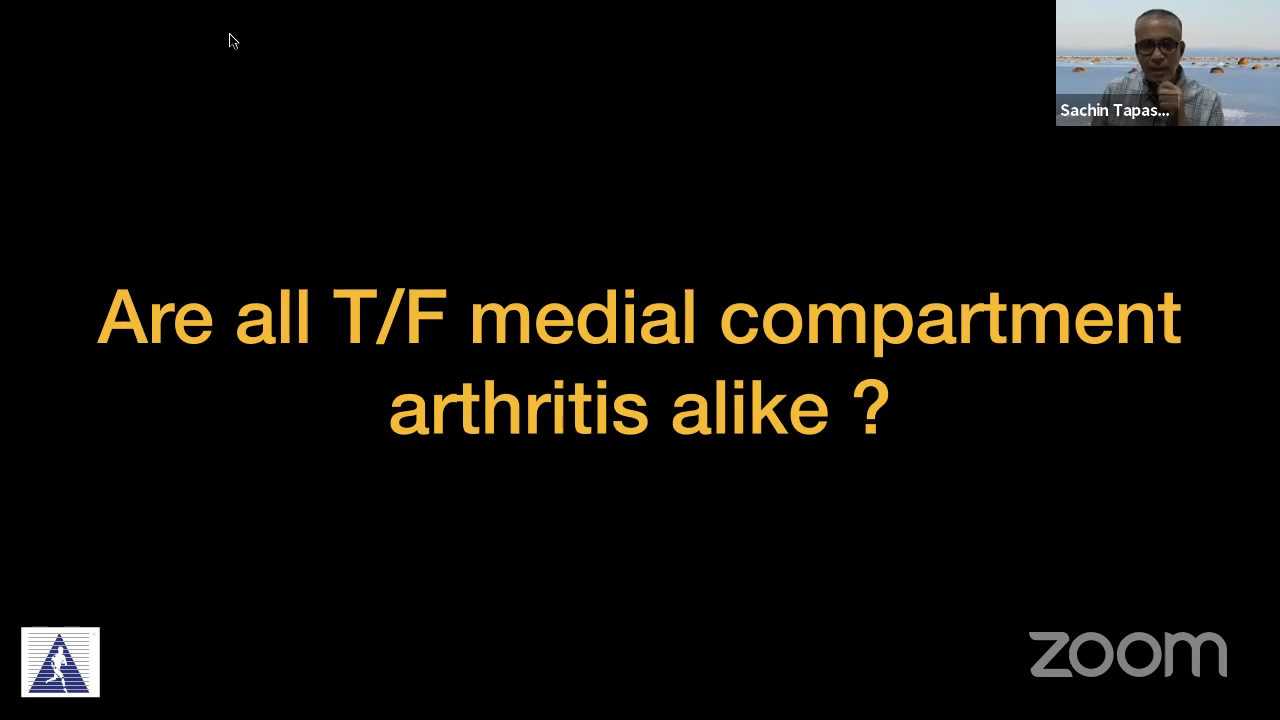 Sachin Tapas...
Are all T/F medial compartment
arthritis alike ?
zoom